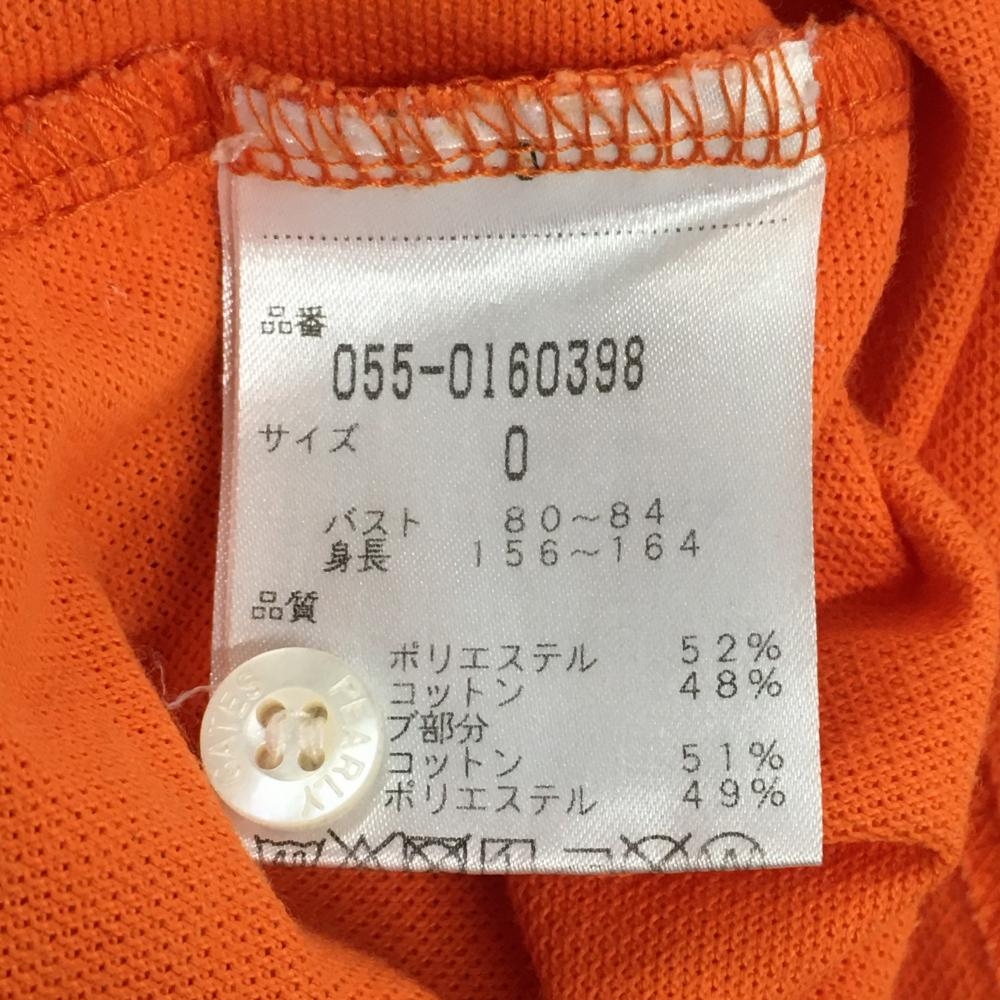 品番
055-0160398
サイズ 0
バスト 80～84
身長 156～164
品質
ポリエステル 52%
コットン 48%
ブ部分
コットン 51%
ポリエステル 49%
PEARLY GATES